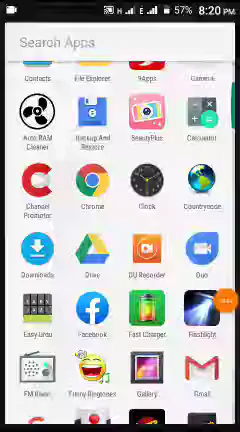 H E E 57% 8:20 PM
Search Apps
Contacts File Explorer 9Apps Camera
Auto RAM Backup And BeautyPlus Calculator
Cleaner Restore
Channel Chrome Clock Countrycode
Promoter
Downloads Drive DU Recorder Duo
Easy Urdu Facebook Fast Charger Flashlight
FM Radio Funny Ringtones Gallery Gmail